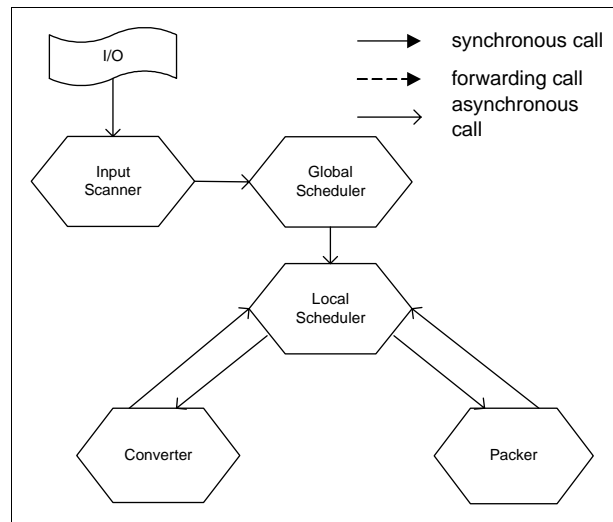 I/O
synchronous call
forwarding call
asynchronous
call
Input
Scanner
Global
Scheduler
Local
Scheduler
Converter
Packer